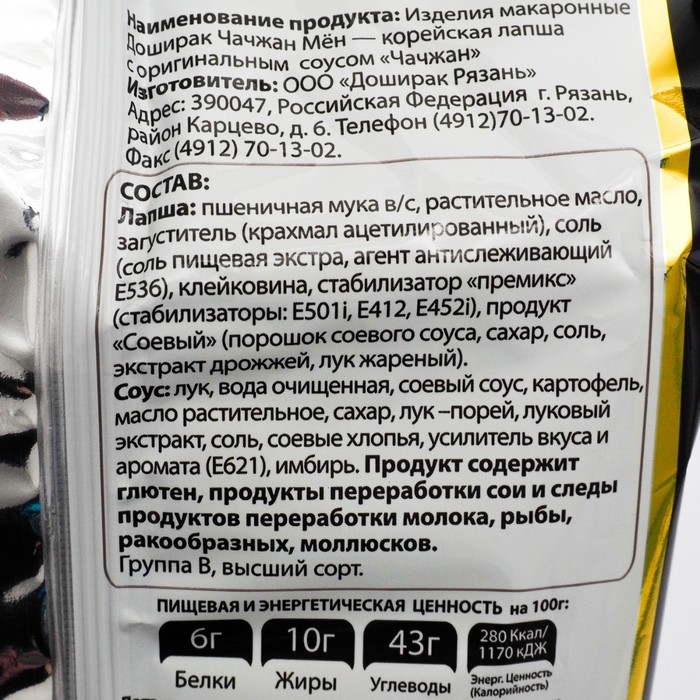 Наименование продукта: Изделия макаронные
Доширак Чачжан Мён — корейская лапша
с оригинальным соусом «Чачжан»
Изготовитель: ООО «Доширак Рязань»
Адрес: 390047, Российская Федерация г. Рязань,
район Карцево, д. 6. Телефон (4912)70-13-02.
Факс (4912) 70-13-02.
СОСТАВ:
Лапша: пшеничная мука в/с, растительное масло,
загуститель (крахмал ацетилированный), соль
(соль пищевая экстра, агент антислеживающий
Е536), клейковина, стабилизатор «премикс»
(стабилизаторы: Е501i, Е412, Е452i), продукт
«Соевый» (порошок соевого соуса, сахар, соль,
экстракт дрожжей, лук жареный).
Соус: лук, вода очищенная, соевый соус, картофель,
масло растительное, сахар, лук –порей, луковый
экстракт, соль, соевые хлопья, усилитель вкуса и
аромата (Е621), имбирь. Продукт содержит
глютен, продукты переработки сои и следы
продуктов переработки молока, рыбы,
ракообразных, моллюсков.
Группа В, высший сорт.
ПИЩЕВАЯ И ЭНЕРГЕТИЧЕСКАЯ ЦЕННОСТЬ на 100г:
6г 10г 43г 280 Ккал/
1170 кДЖ
Белки Жиры Углеводы Энерг. Ценность
(Калорийность)